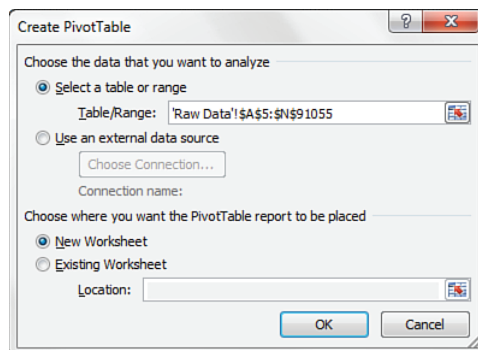 Create PivotTable
? X
Choose the data that you want to analyze
Select a table or range
Table/Range: 'Raw Data'!$A$5:$N$91055
Use an external data source
Choose Connection...
Connection name:
Choose where you want the PivotTable report to be placed
New Worksheet
Existing Worksheet
Location:
OK Cancel